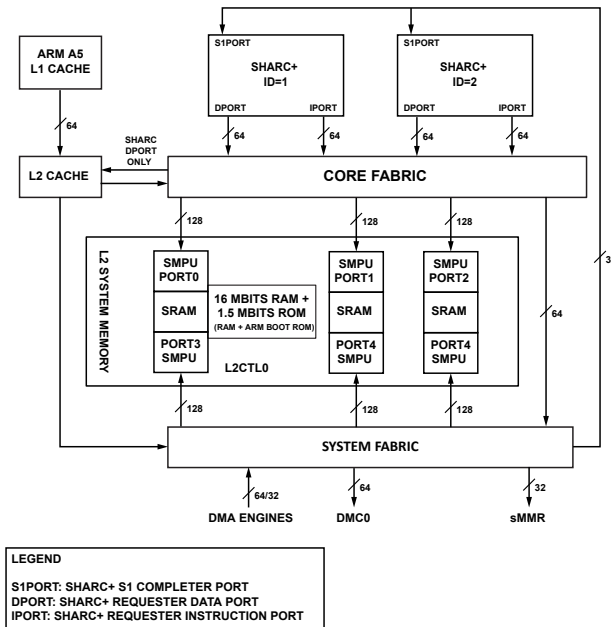 S1PORT
S1PORT
ARM A5
L1 CACHE
SHARC+
ID=1
SHARC+
ID=2
DPORT
IPORT
DPORT
IPORT
64
64
64
64
64
SHARC
DPORT
ONLY
L2 CACHE
CORE FABRIC
128
128
128
L2 SYSTEM MEMORY
SMPU
PORT0
SMPU
PORT1
SMPU
PORT2
3
SRAM
16 MBITS RAM +
1.5 MBITS ROM
(RAM + ARM BOOT ROM)
SRAM
SRAM
64
PORT3
SMPU
PORT4
SMPU
PORT4
SMPU
L2CTL0
128
128
128
SYSTEM FABRIC
64/32
64
32
DMA ENGINES
DMC0
sMMR
LEGEND
S1PORT: SHARC+ S1 COMPLETER PORT
DPORT: SHARC+ REQUESTER DATA PORT
IPORT: SHARC+ REQUESTER INSTRUCTION PORT